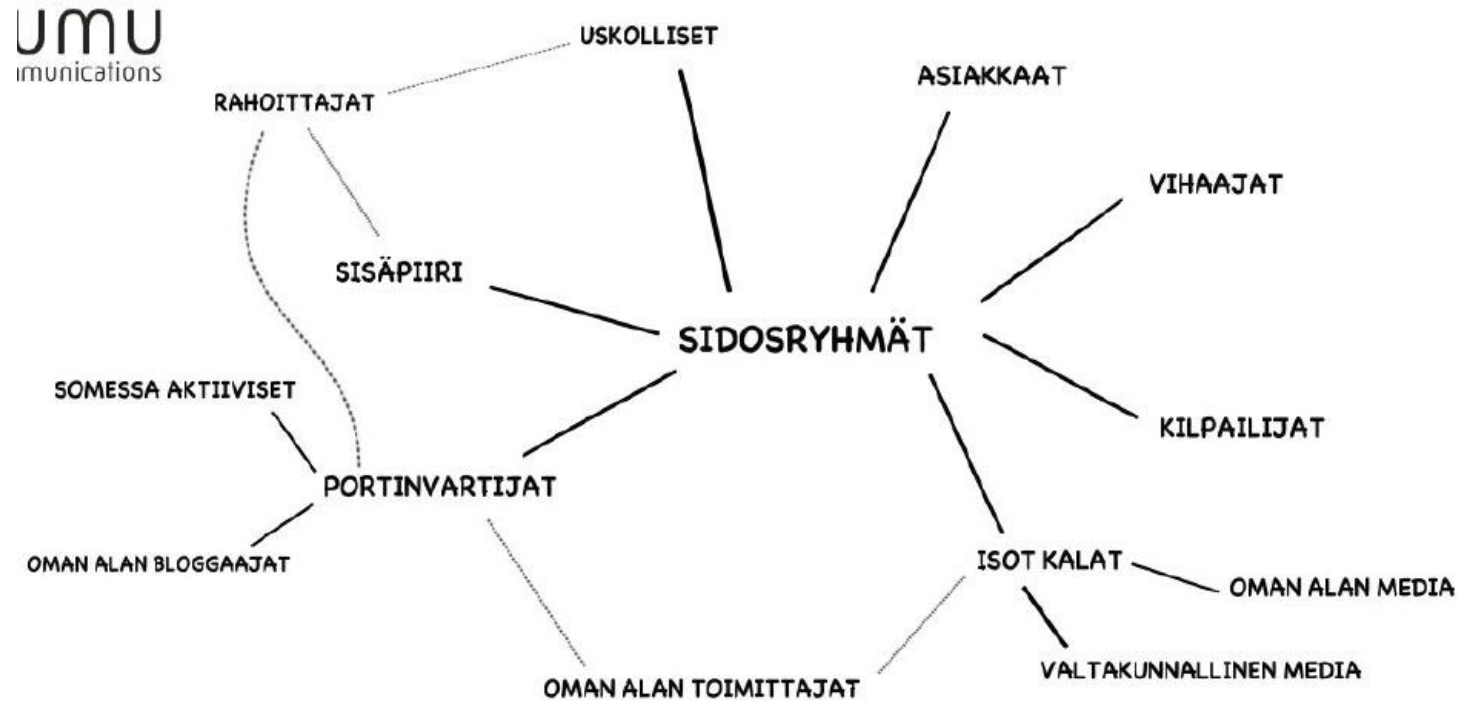 umu
munications
USKOLLISET
ASIAKKAAT
RAHOITTAJAT
VIHAAJAT
SISÄPIIRI
SIDOSRYHMÄT
SOMESSA AKTIIVISET
KILPAILIJAT
PORTINVARTIJAT
OMAN ALAN BLOGGAAJAT
ISOT KALAT
OMAN ALAN MEDIA
VALTAKUNNALLINEN MEDIA
OMAN ALAN TOIMITTAJAT